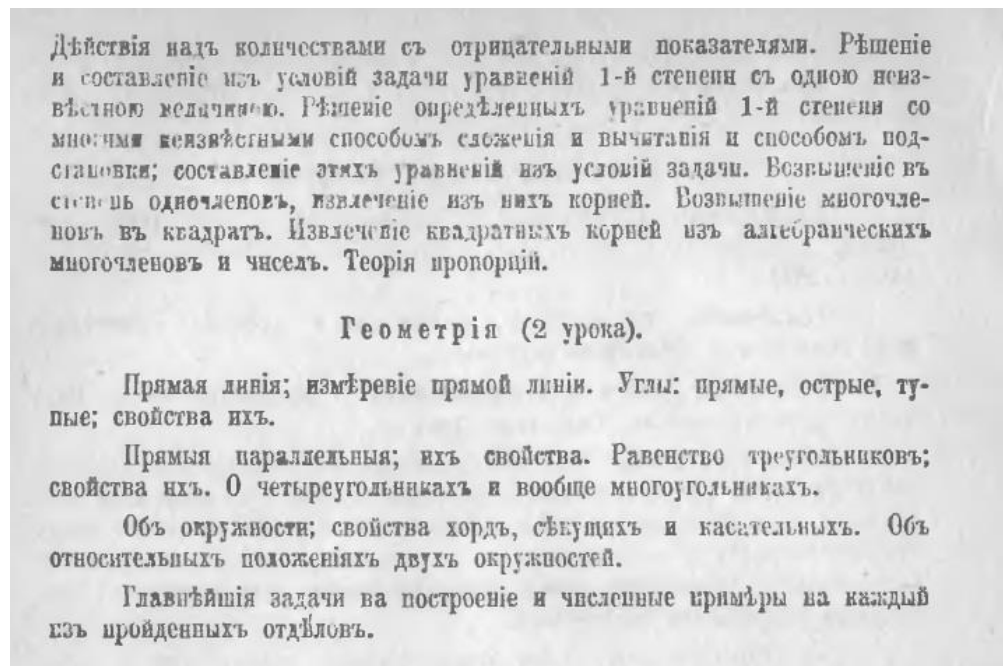 Дѣйствія надъ количествами съ отрицательными показателями. Рѣшеніе
и составленіе изъ условій задачи уравненій 1-й степени съ одною неиз-
вѣстною величиною. Рѣшеніе опредѣленныхъ уравненій 1-й степени со
многими неизвѣстными способомъ сложенія и вычитанія и способомъ под-
становки; составленіе этихъ уравненій изъ условій задачи. Возвышеніе въ
степень одночленовъ, извлеченіе изъ нихъ корней. Возвышеніе многочле-
новъ въ квадратъ. Извлеченіе квадратныхъ корней изъ алгебраическихъ
многочленовъ и чиселъ. Теорія пропорцій.
Геометрія (2 урока).
Прямая линія; измѣреніе прямой линіи. Углы: прямые, острые, ту-
пые; свойства ихъ.
Прямыя параллельныя; ихъ свойства. Равенство треугольниковъ;
свойства ихъ. О четыреугольникахъ и вообще многоугольникахъ.
Объ окружности; свойства хордъ, сѣкущихъ и касательныхъ. Объ
относительныхъ положеніяхъ двухъ окружностей.
Главнѣйшія задачи на построеніе и численные примѣры на каждый
изъ пройденныхъ отдѣловъ.